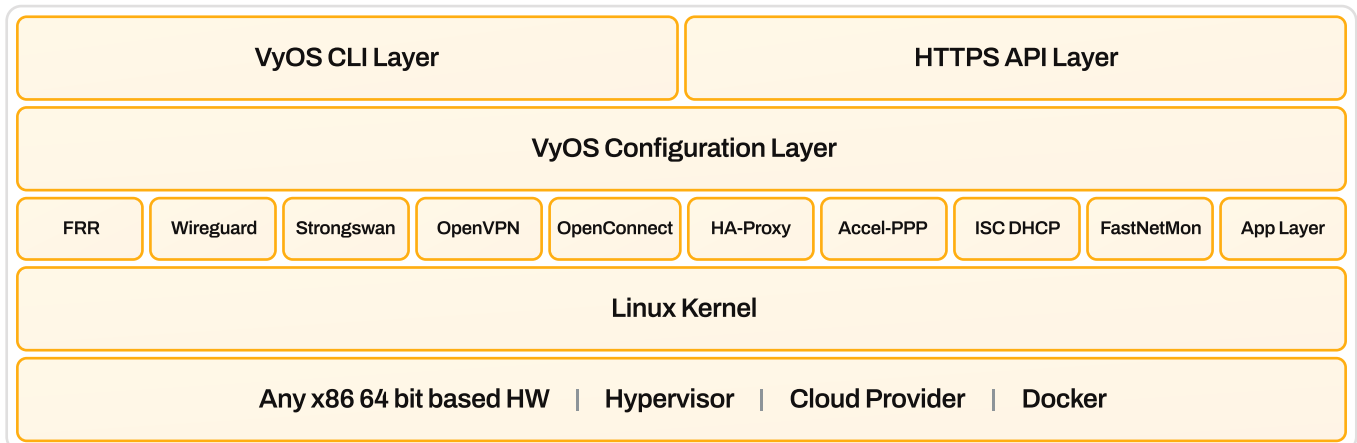 VyOS CLI Layer
HTTPS API Layer
VyOS Configuration Layer
FRR
Wireguard
Strongswan
OpenVPN
OpenConnect
HA-Proxy
Accel-PPP
ISC DHCP
FastNetMon
App Layer
Linux Kernel
Any x86 64 bit based HW | Hypervisor | Cloud Provider | Docker